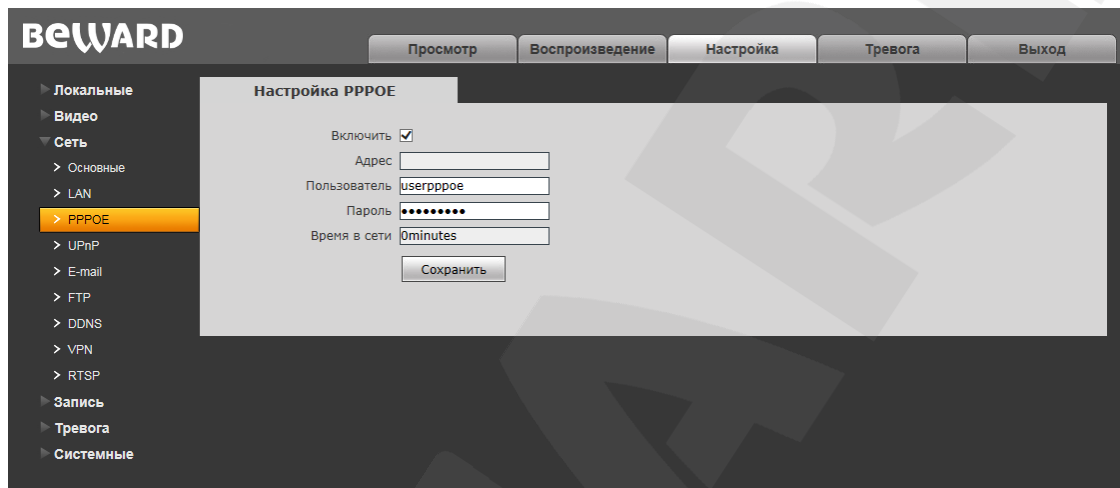 BEWARD
Просмотр Воспроизведение Настройка Тревога Выход
Локальные
Видео
Сеть
> Основные
> LAN
> PPPOE
> UPnP
> E-mail
> FTP
> DDNS
> VPN
> RTSP
Запись
Тревога
Системные
Настройка PPPOE
Включить
Адрес
Пользователь userpppoe
Пароль •••••••••
Время в сети 0minutes
Сохранить